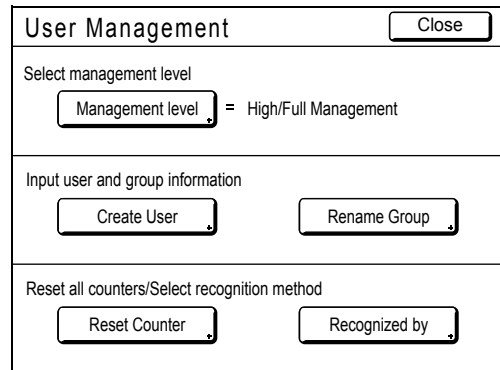 User Management Close
Select management level
Management level = High/Full Management
Input user and group information
Create User Rename Group
Reset all counters/Select recognition method
Reset Counter Recognized by